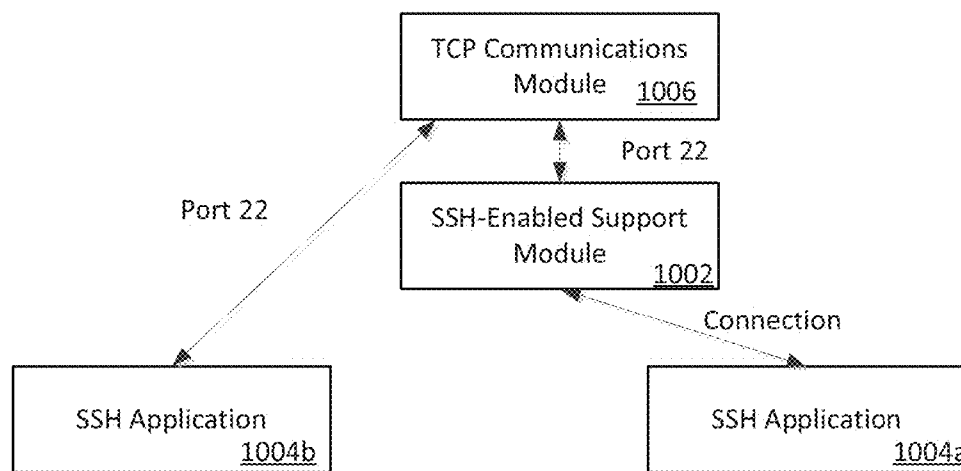 TCP Communications
Module 1006
Port 22
Port 22
SSH-Enabled Support
Module
1002
Connection
SSH Application
1004b
SSH Application
1004a